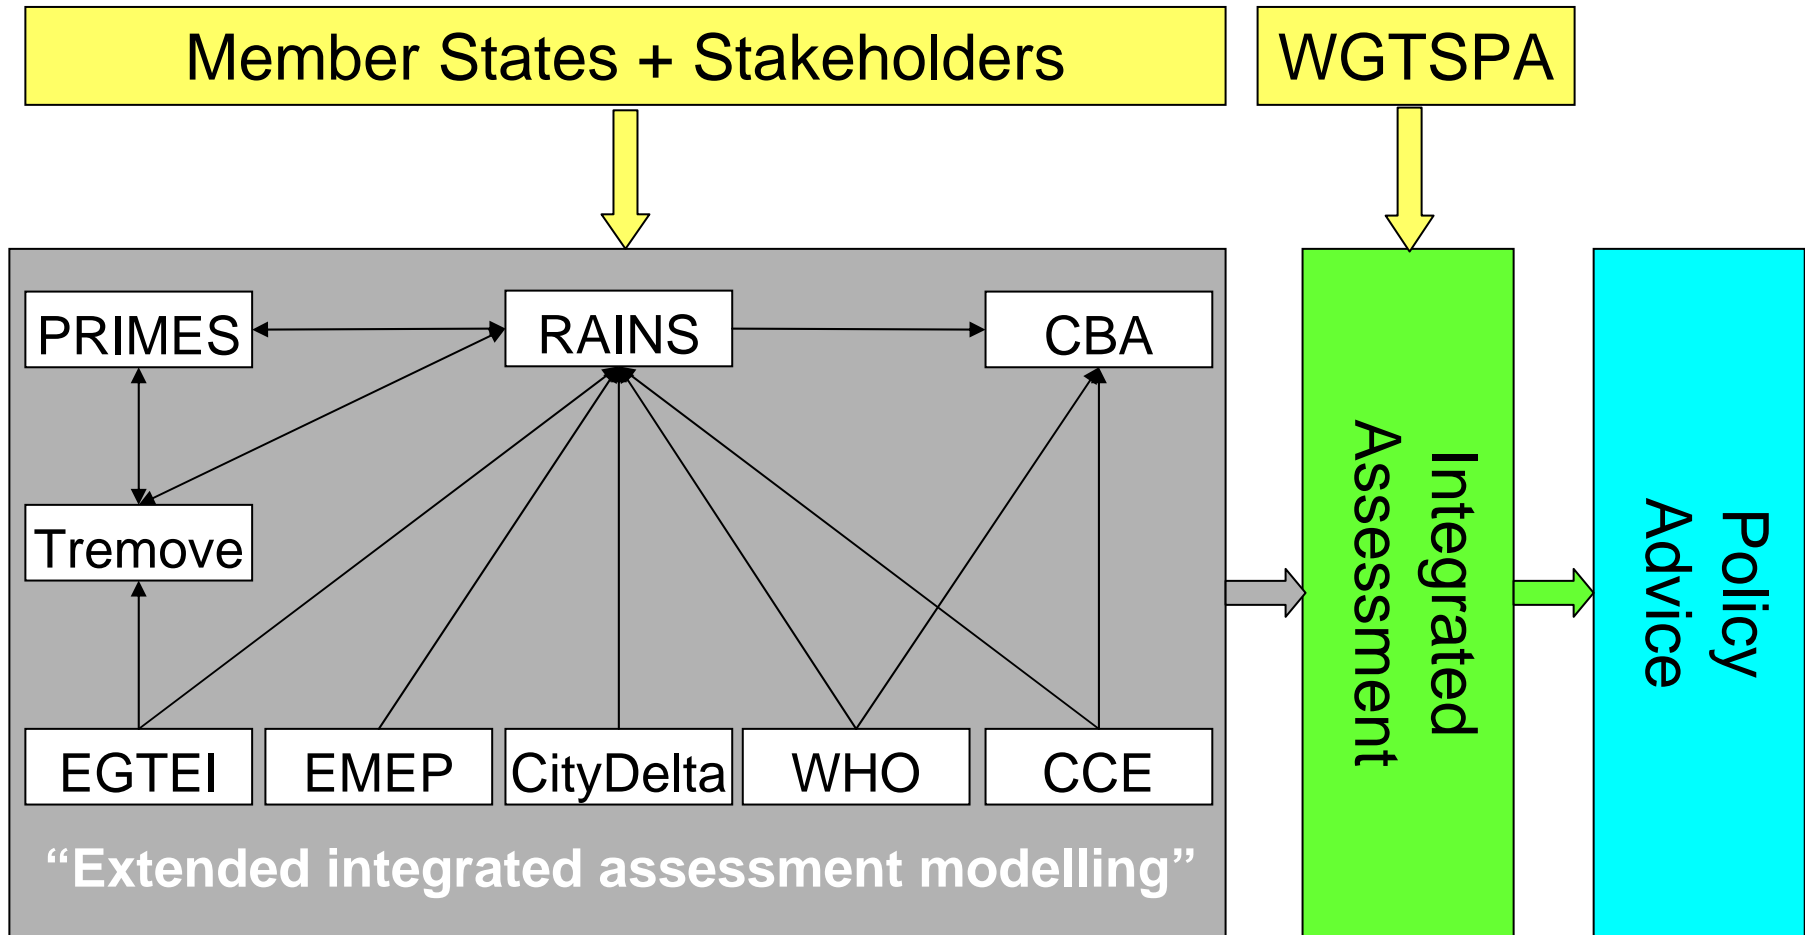 Member States + Stakeholders
WGTSPA
PRIMES
RAINS
CBA
Tremove
EGTEI
EMEP
CityDelta
WHO
CCE
“Extended integrated assessment modelling”
Integrated
Assessment
Policy
Advice